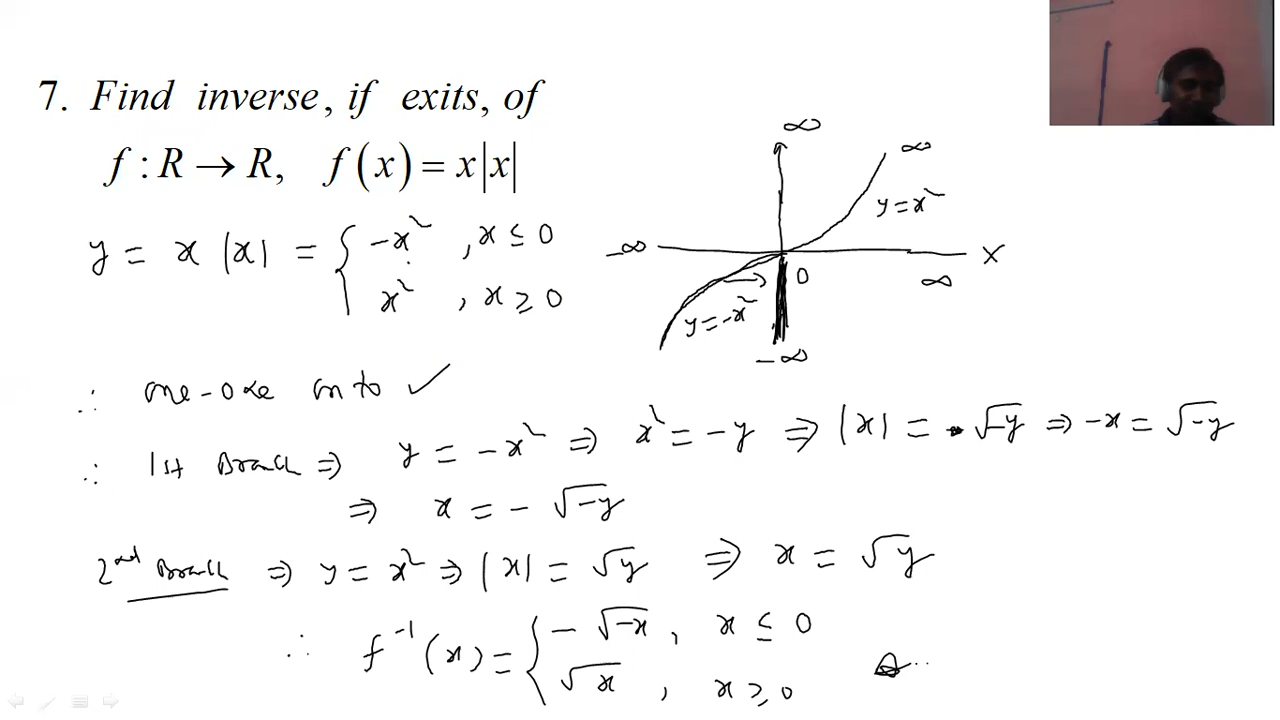 7. Find inverse, if exits, of
f : R → R, f(x) = x|x|
y = x |x| = { -x² , x ≤ 0
x² , x ≥ 0
∞
∞
y = x²
-∞
0
∞
X
y = -x²
-∞
∴ one-one onto ✓
∴ 1st Branch ⇒ y = -x² ⇒ x² = -y ⇒ |x| = √-y ⇒ -x = √-y
⇒ x = - √-y
2nd Branch ⇒ y = x² ⇒ |x| = √y ⇒ x = √y
∴ f⁻¹(x) = { - √-x , x ≤ 0
√x , x ≥ 0